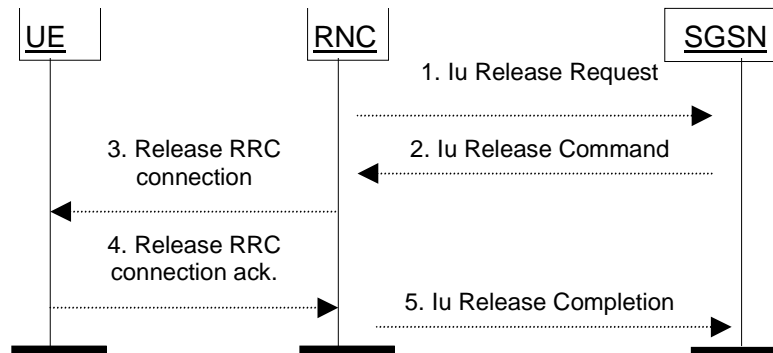 UE
RNC
SGSN
1. Iu Release Request
3. Release RRC
connection
2. Iu Release Command
4. Release RRC
connection ack.
5. Iu Release Completion